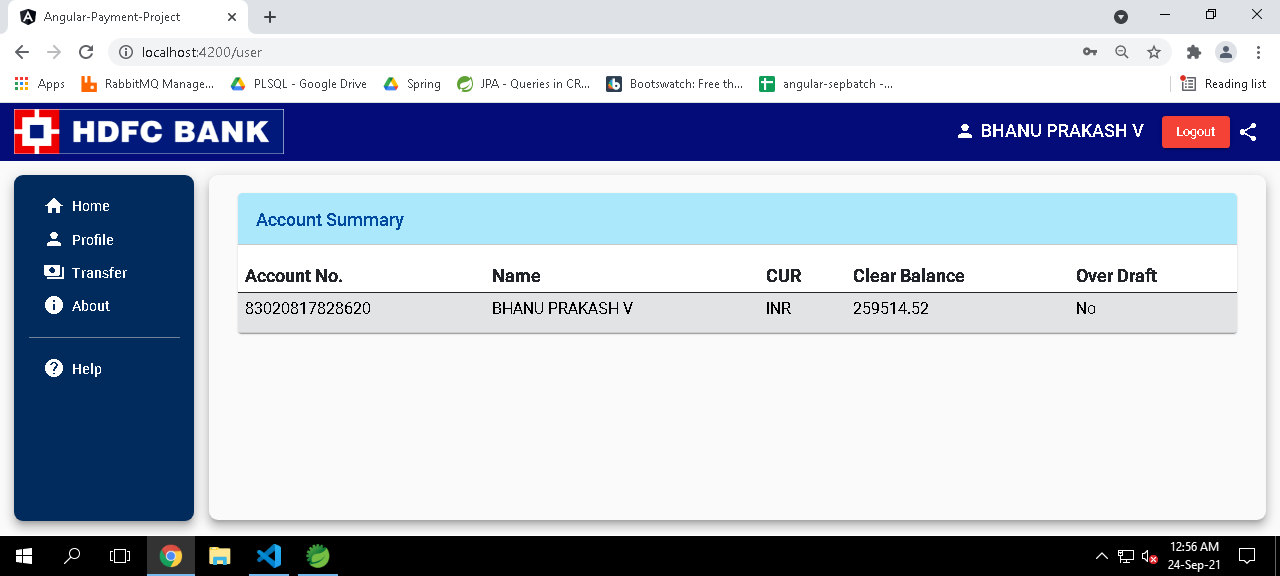 Angular-Payment-Project
localhost:4200/user
Apps RabbitMQ Manage... PLSQL - Google Drive Spring JPA - Queries in CR... Bootswatch: Free th... angular-sepbatch -... Reading list
HDFC BANK BHANU PRAKASH V Logout
Home
Profile
Transfer
About
Help
Account Summary
Account No. Name CUR Clear Balance Over Draft
83020817828620 BHANU PRAKASH V INR 259514.52 No
12:56 AM
24-Sep-21